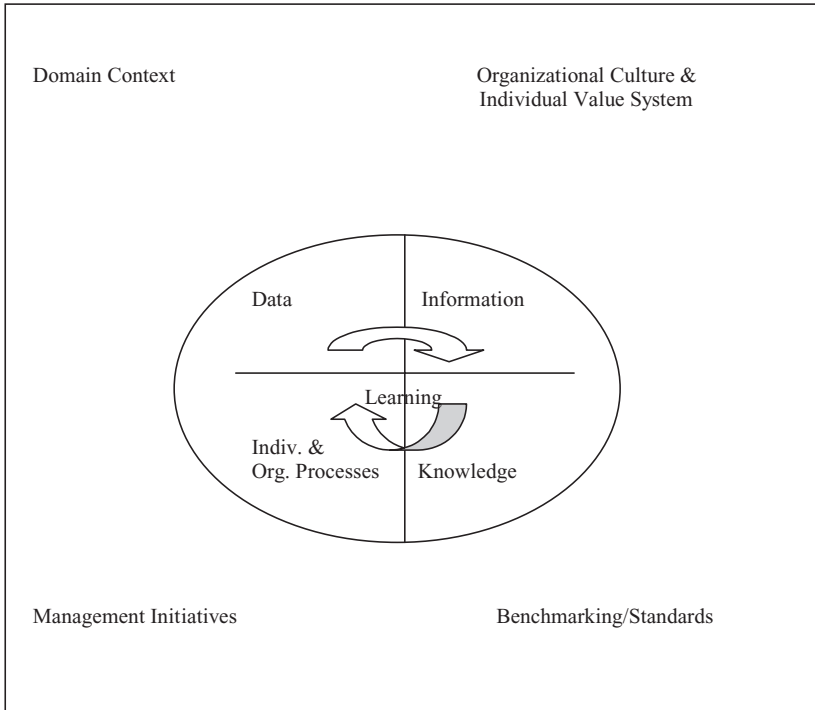 Domain Context
Organizational Culture &
Individual Value System
Data
Information
Learning
Indiv. &
Org. Processes
Knowledge
Management Initiatives
Benchmarking/Standards